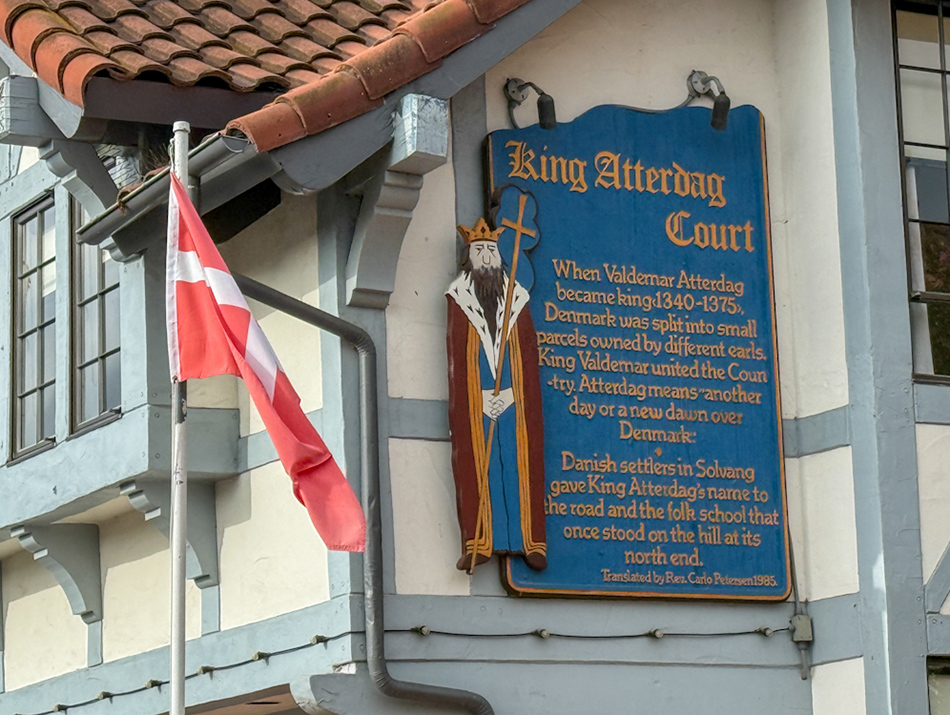 King Atterdag
Court
When Valdemar Atterdag
became king (1340-1375),
Denmark was split into small
parcels owned by different earls.
King Valdemar united the Coun
-try. Atterdag means "another
day or a new dawn over
Denmark."
Danish settlers in Solvang
gave King Atterdag's name to
the road and the folk school that
once stood on the hill at its
north end.
Translated by Rev. Carlo Petersen 1985.